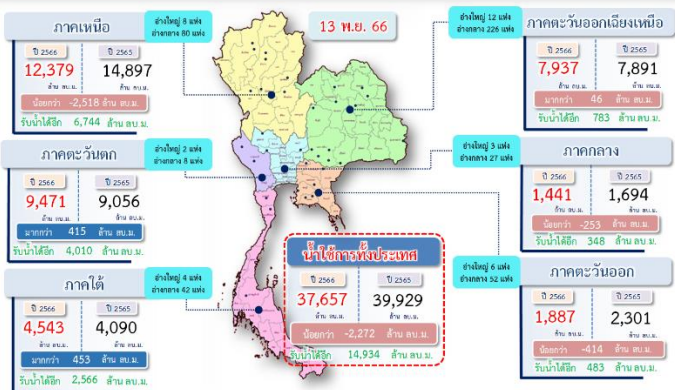 13 พ.ย. 66
ภาคเหนือ
ปี 2566 ปี 2565
12,379 14,897
ล้าน ลบ.ม. ล้าน ลบ.ม.
น้อยกว่า -2,518 ล้าน ลบ.ม.
รับน้ำได้อีก 6,744 ล้าน ลบ.ม.
อ่างใหญ่ 8 แห่ง
อ่างกลาง 80 แห่ง
อ่างใหญ่ 12 แห่ง
อ่างกลาง 226 แห่ง
ภาคตะวันออกเฉียงเหนือ
ปี 2566 ปี 2565
7,937 7,891
ล้าน ลบ.ม. ล้าน ลบ.ม.
มากกว่า 46 ล้าน ลบ.ม.
รับน้ำได้อีก 783 ล้าน ลบ.ม.
ภาคตะวันตก
ปี 2566 ปี 2565
9,471 9,056
ล้าน ลบ.ม. ล้าน ลบ.ม.
มากกว่า 415 ล้าน ลบ.ม.
รับน้ำได้อีก 4,010 ล้าน ลบ.ม.
อ่างใหญ่ 2 แห่ง
อ่างกลาง 8 แห่ง
อ่างใหญ่ 3 แห่ง
อ่างกลาง 27 แห่ง
ภาคกลาง
ปี 2566 ปี 2565
1,441 1,694
ล้าน ลบ.ม. ล้าน ลบ.ม.
น้อยกว่า -253 ล้าน ลบ.ม.
รับน้ำได้อีก 348 ล้าน ลบ.ม.
ภาคใต้
ปี 2566 ปี 2565
4,543 4,090
ล้าน ลบ.ม. ล้าน ลบ.ม.
มากกว่า 453 ล้าน ลบ.ม.
รับน้ำได้อีก 2,566 ล้าน ลบ.ม.
อ่างใหญ่ 4 แห่ง
อ่างกลาง 42 แห่ง
น้ำใช้การทั้งประเทศ
ปี 2566 ปี 2565
37,657 39,929
ล้าน ลบ.ม. ล้าน ลบ.ม.
น้อยกว่า -2,272 ล้าน ลบ.ม.
รับน้ำได้อีก 14,934 ล้าน ลบ.ม.
อ่างใหญ่ 6 แห่ง
อ่างกลาง 52 แห่ง
ภาคตะวันออก
ปี 2566 ปี 2565
1,887 2,301
ล้าน ลบ.ม. ล้าน ลบ.ม.
น้อยกว่า -414 ล้าน ลบ.ม.
รับน้ำได้อีก 483 ล้าน ลบ.ม.